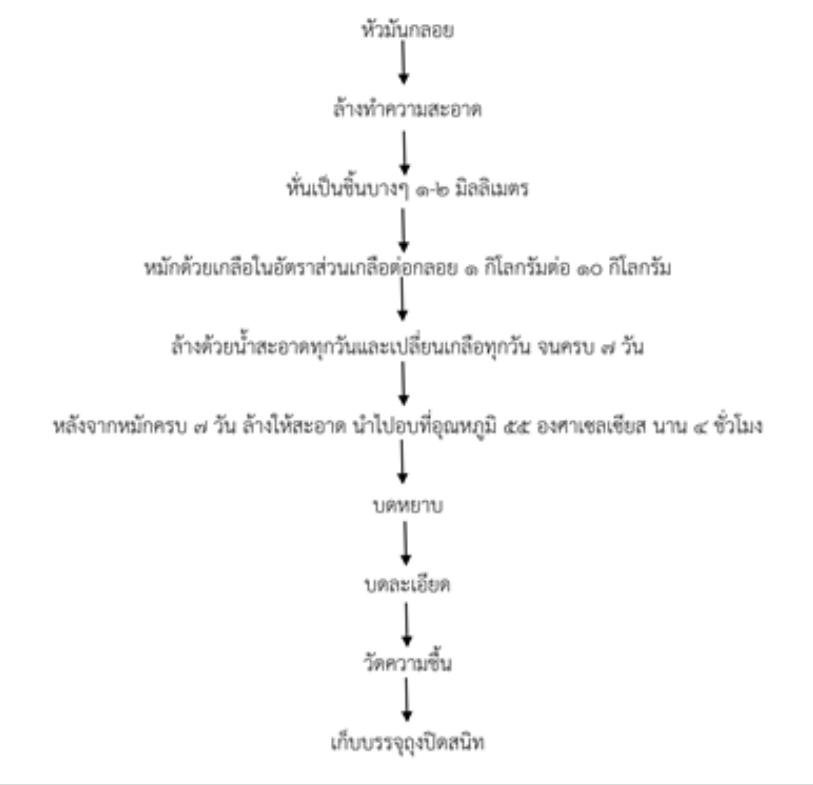 หัวมันกลอย
ล้างทำความสะอาด
หั่นเป็นชิ้นบางๆ ๑-๒ มิลลิเมตร
หมักด้วยเกลือในอัตราส่วนเกลือต่อกลอย ๑ กิโลกรัมต่อ ๑๐ กิโลกรัม
ล้างด้วยน้ำสะอาดทุกวันและเปลี่ยนเกลือทุกวัน จนครบ ๗ วัน
หลังจากหมักครบ ๗ วัน ล้างให้สะอาด นำไปอบที่อุณหภูมิ ๕๕ องศาเซลเซียส นาน ๔ ชั่วโมง
บดหยาบ
บดละเอียด
วัดความชื้น
เก็บบรรจุถุงปิดสนิท